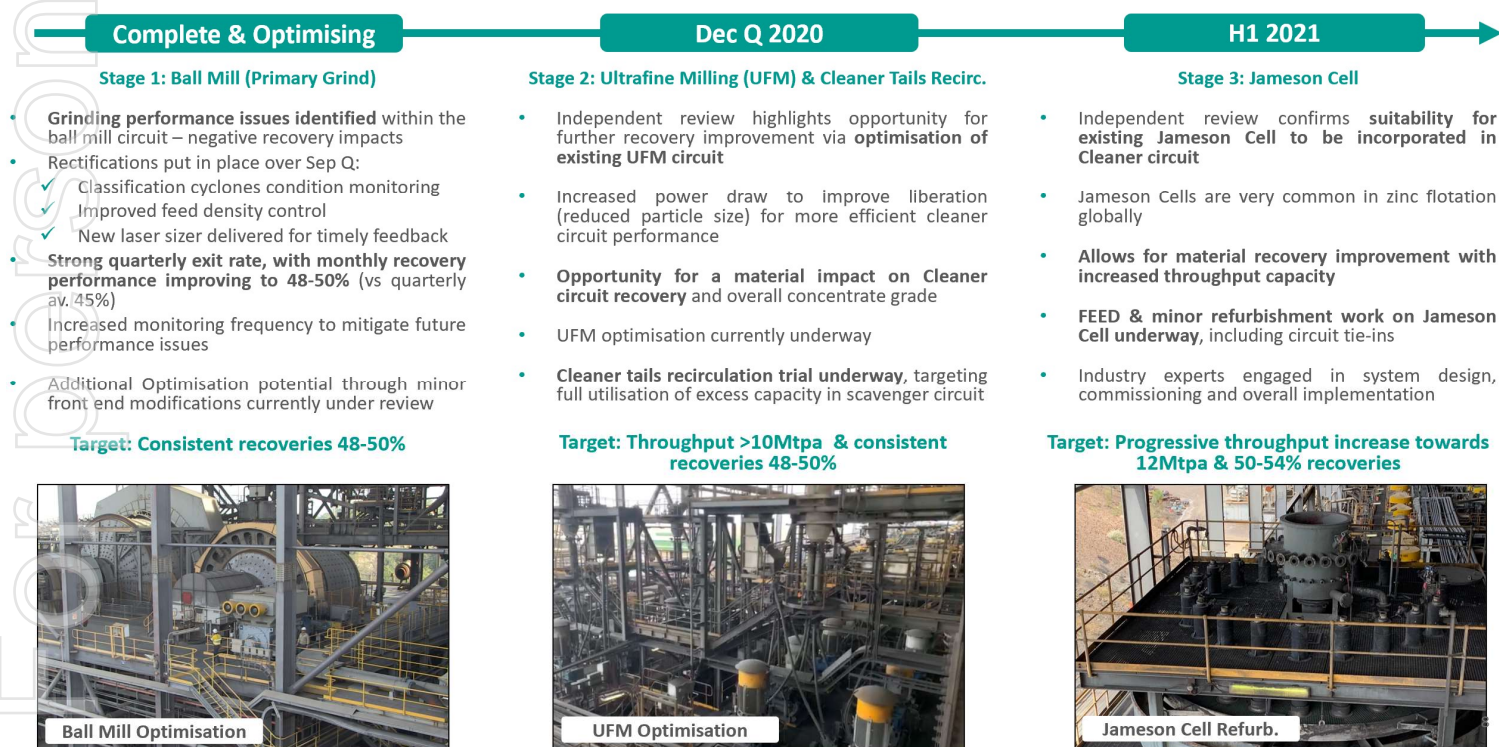 Complete & Optimising
Stage 1: Ball Mill (Primary Grind)
• Grinding performance issues identified within the
ball mill circuit – negative recovery impacts
• Rectifications put in place over Sep Q:
✓ Classification cyclones condition monitoring
✓ Improved feed density control
✓ New laser sizer delivered for timely feedback
• Strong quarterly exit rate, with monthly recovery
performance improving to 48-50% (vs quarterly
av. 45%)
• Increased monitoring frequency to mitigate future
performance issues
• Additional Optimisation potential through minor
front end modifications currently under review
Target: Consistent recoveries 48-50%
Ball Mill Optimisation
Dec Q 2020
Stage 2: Ultrafine Milling (UFM) & Cleaner Tails Recirc.
• Independent review highlights opportunity for
further recovery improvement via optimisation of
existing UFM circuit
• Increased power draw to improve liberation
(reduced particle size) for more efficient cleaner
circuit performance
• Opportunity for a material impact on Cleaner
circuit recovery and overall concentrate grade
• UFM optimisation currently underway
• Cleaner tails recirculation trial underway, targeting
full utilisation of excess capacity in scavenger circuit
Target: Throughput >10Mtpa & consistent
recoveries 48-50%
UFM Optimisation
H1 2021
Stage 3: Jameson Cell
• Independent review confirms suitability for
existing Jameson Cell to be incorporated in
Cleaner circuit
• Jameson Cells are very common in zinc flotation
globally
• Allows for material recovery improvement with
increased throughput capacity
• FEED & minor refurbishment work on Jameson
Cell underway, including circuit tie-ins
• Industry experts engaged in system design,
commissioning and overall implementation
Target: Progressive throughput increase towards
12Mtpa & 50-54% recoveries
Jameson Cell Refurb.
For person